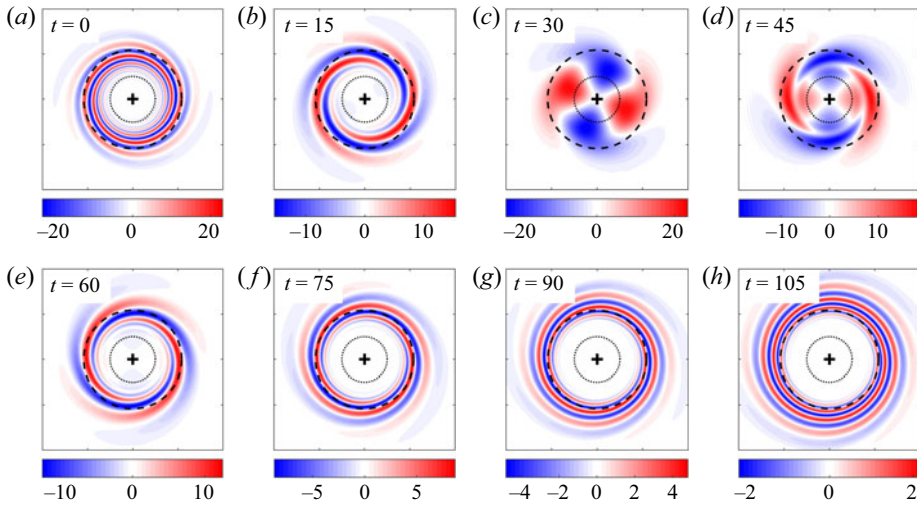 (a) t = 0 (b) t = 15 (c) t = 30 (d) t = 45
–20 0 20 –10 0 10 –20 0 20 –10 0 10
(e) t = 60 (f) t = 75 (g) t = 90 (h) t = 105
–10 0 10 –5 0 5 –4 –2 0 2 4 –2 0 2